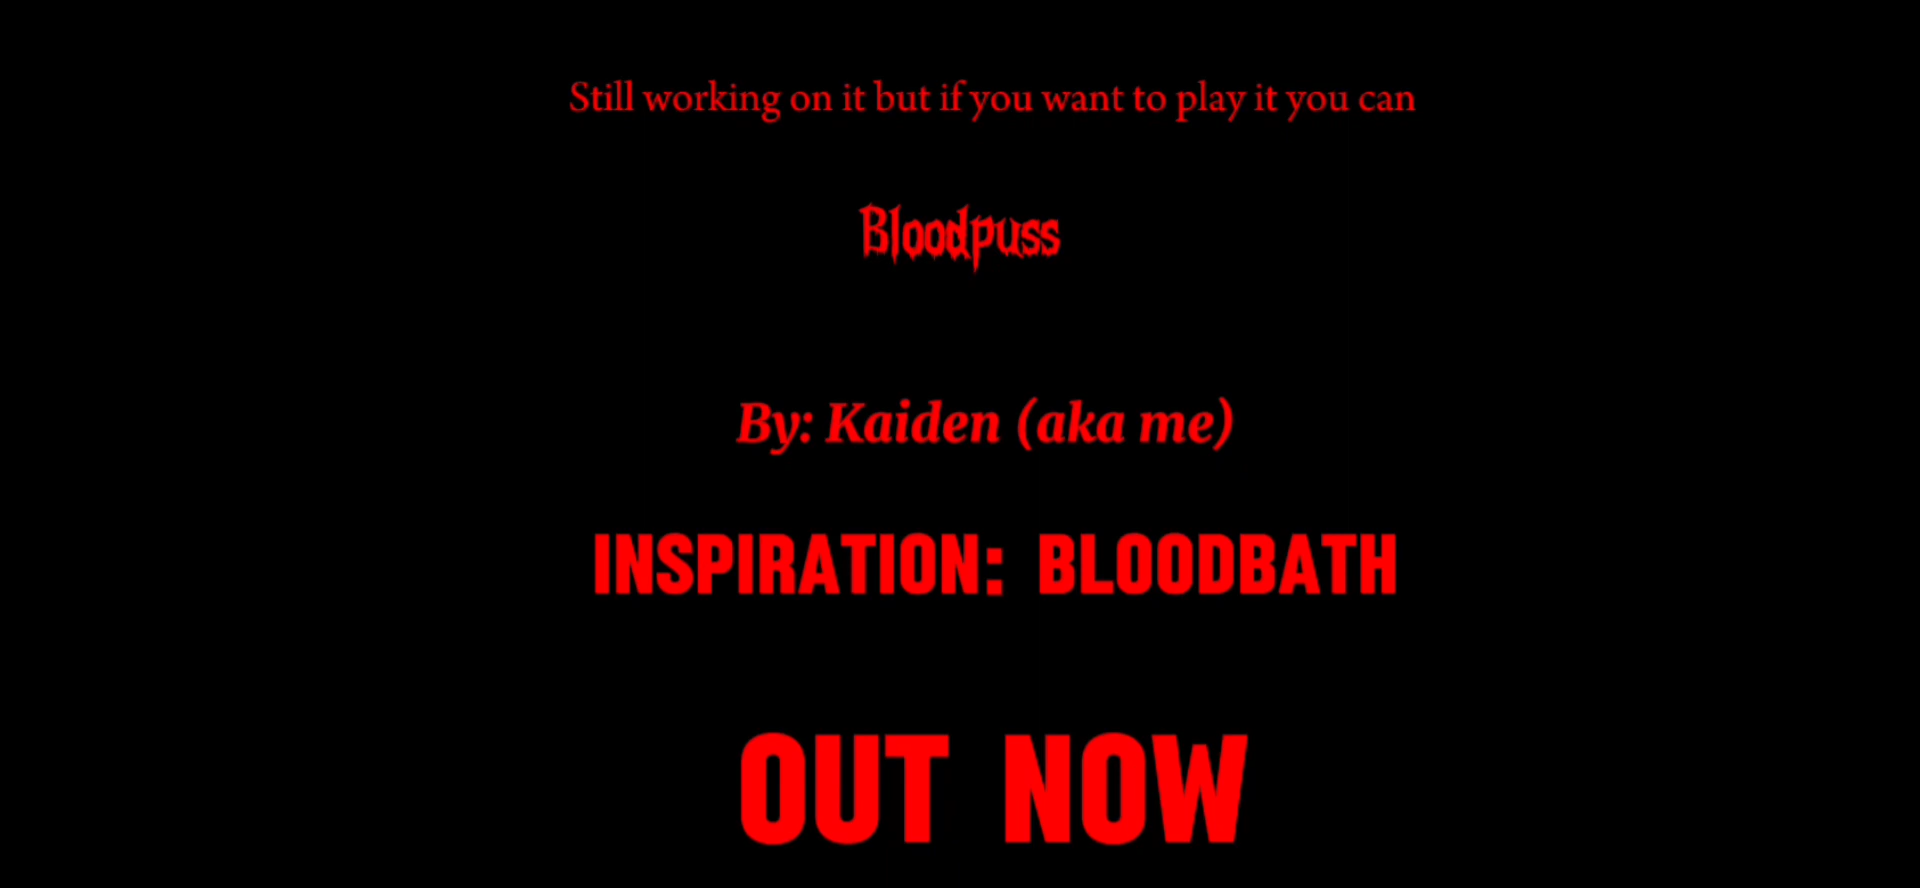 Still working on it but if you want to play it you can
Bloodpuss
By: Kaiden (aka me)
INSPIRATION: BLOODBATH
OUT NOW